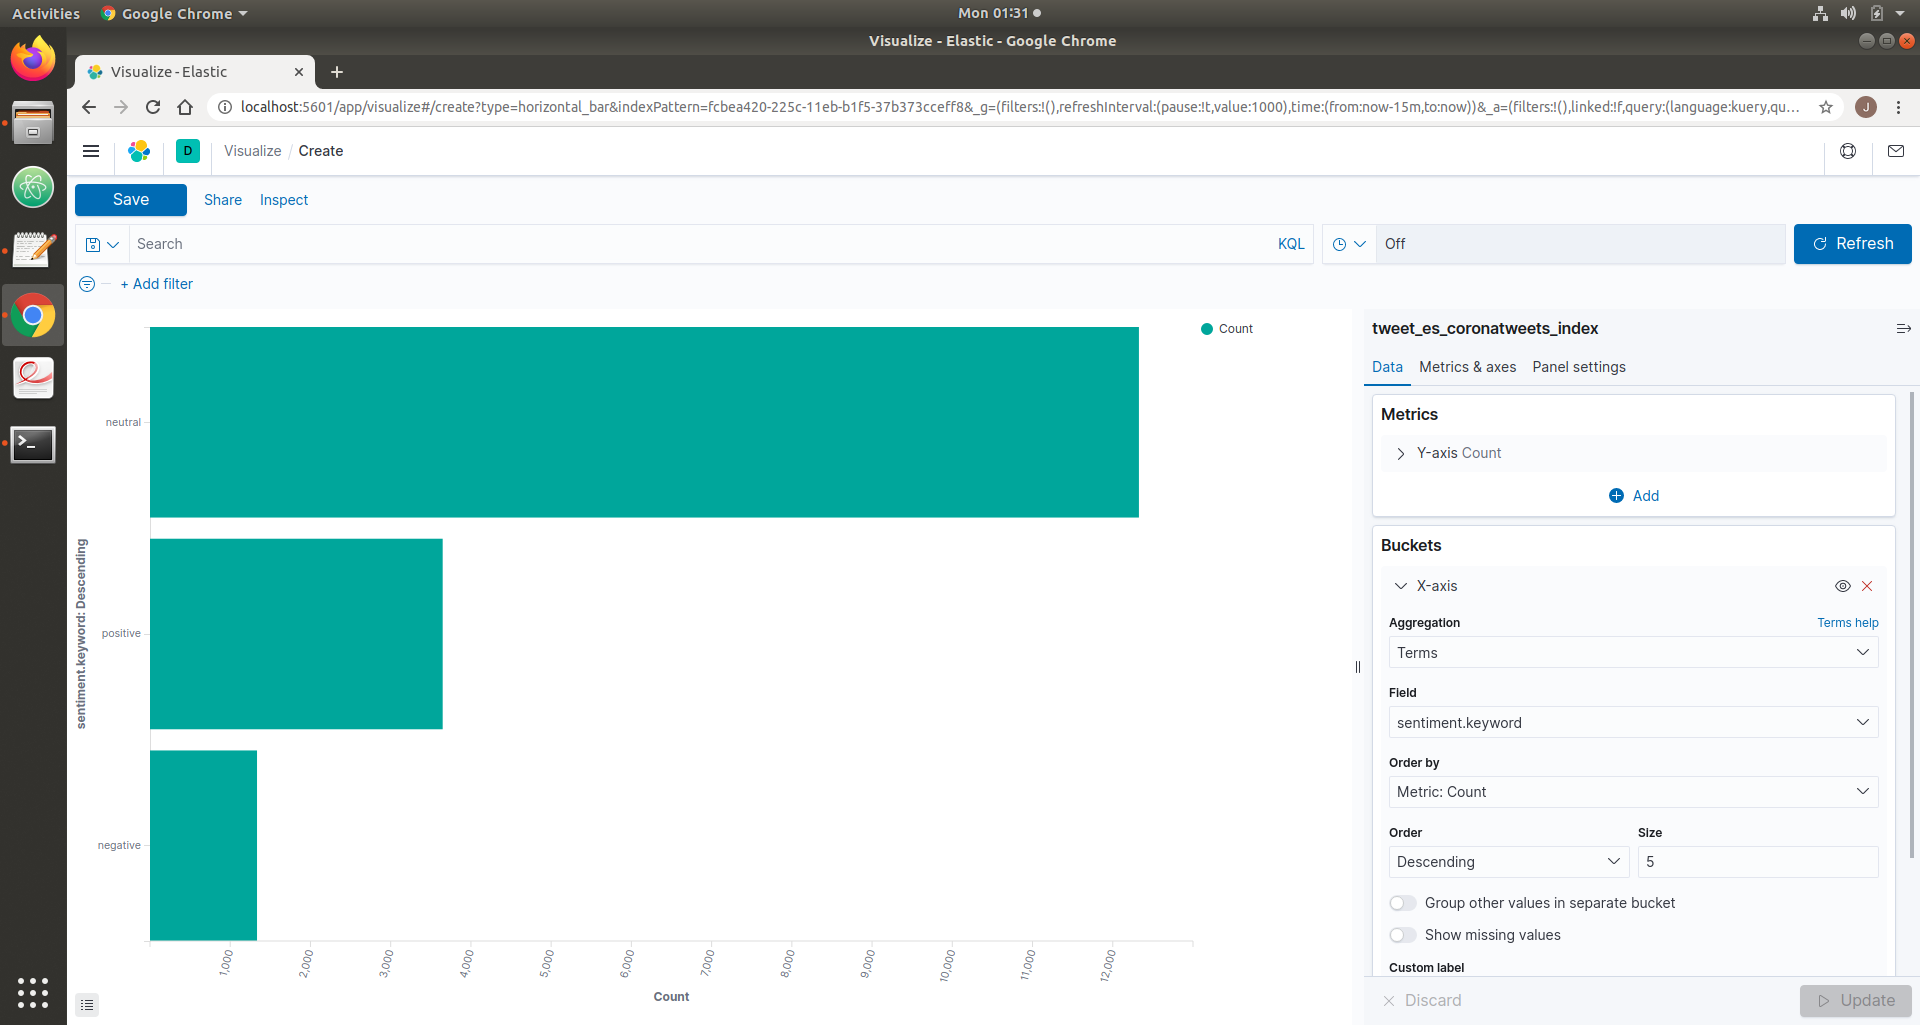 Activities
Google Chrome
Mon 01:31
Visualize - Elastic - Google Chrome
Visualize - Elastic
localhost:5601/app/visualize#/create?type=horizontal_bar&indexPattern=fcbea420-225c-11eb-b1f5-37b373cceff8&_g=(filters:!(),refreshInterval:(pause:!t,value:1000),time:(from:now-15m,to:now))&_a=(filters:!(),linked:!f,query:(language:kuery,qu...
J
D
Visualize / Create
Save
Share
Inspect
Search
KQL
Off
Refresh
+ Add filter
sentiment.keyword: Descending
neutral
positive
negative
1,000
2,000
3,000
4,000
5,000
6,000
7,000
8,000
9,000
10,000
11,000
12,000
Count
Count
tweet_es_coronatweets_index
Data
Metrics & axes
Panel settings
Metrics
Y-axis Count
Add
Buckets
X-axis
Aggregation
Terms help
Terms
Field
sentiment.keyword
Order by
Metric: Count
Order
Size
Descending
5
Group other values in separate bucket
Show missing values
Custom label
Discard
Update